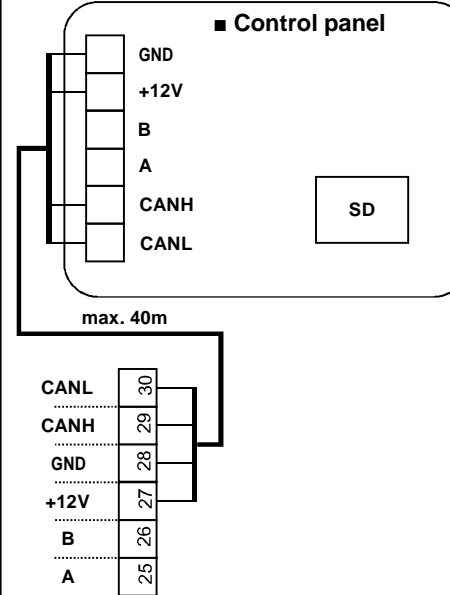 ■ Control panel
GND
+12V
B
A
CANH
SD
CANL
max. 40m
CANL 30
CANH 29
GND 28
+12V 27
B 26
A 25